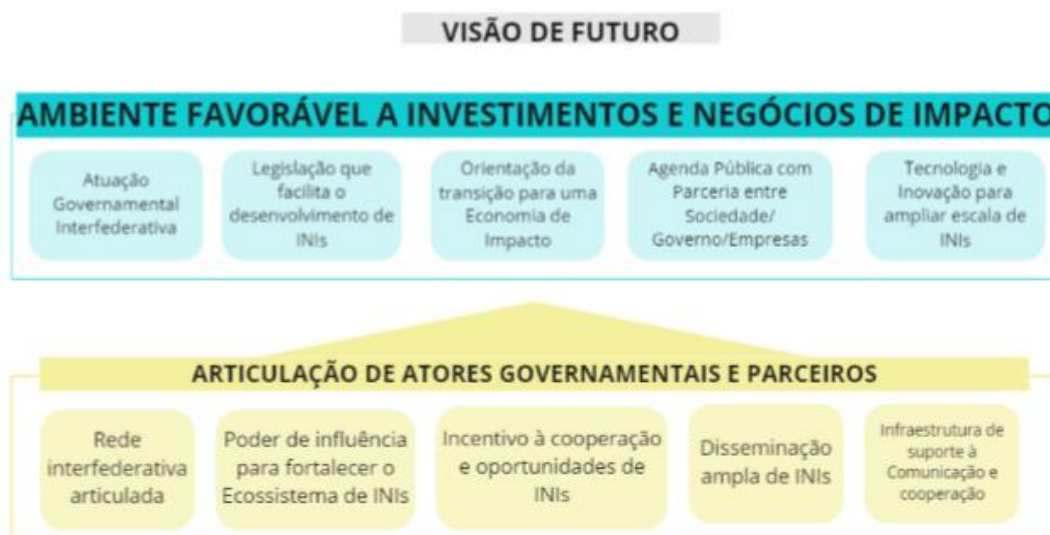 VISÃO DE FUTURO
AMBIENTE FAVORÁVEL A INVESTIMENTOS E NEGÓCIOS DE IMPACTO
Atuação
Governamental
Interfederativa
Legislação que
facilita o
desenvolvimento de
INIs
Orientação da
transição para uma
Economia de
Impacto
Agenda Pública com
Parceria entre
Sociedade/
Governo/Empresas
Tecnologia e
Inovação para
ampliar escala de
INIs
ARTICULAÇÃO DE ATORES GOVERNAMENTAIS E PARCEIROS
Rede
interfederativa
articulada
Poder de influência
para fortalecer o
Ecossistema de INIs
Incentivo à cooperação
e oportunidades de
INIs
Disseminação
ampla de INIs
Infraestrutura de
suporte à
Comunicação e
cooperação